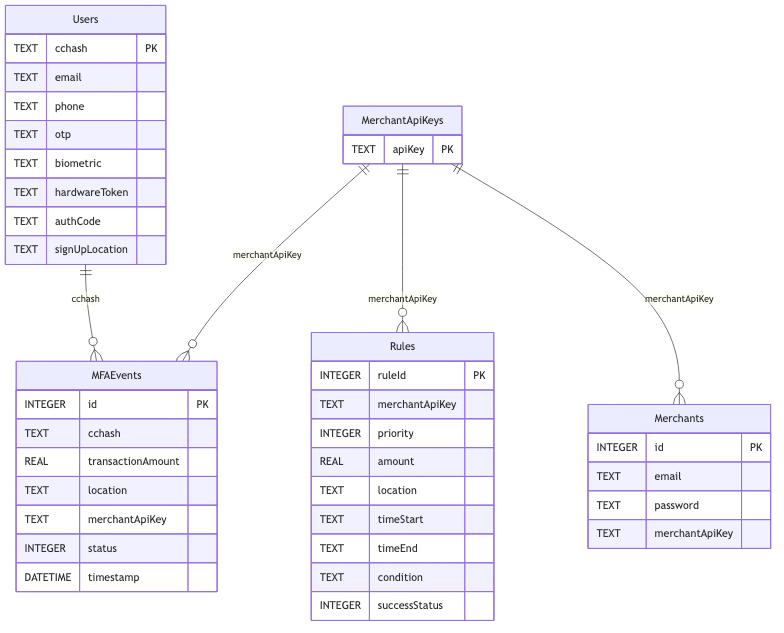 Users
TEXT cchash PK
TEXT email
TEXT phone
TEXT otp
TEXT biometric
TEXT hardwareToken
TEXT authCode
TEXT signUpLocation
MerchantApiKeys
TEXT apiKey PK
cchash
merchantApiKey
merchantApiKey
merchantApiKey
MFAEvents
INTEGER id PK
TEXT cchash
REAL transactionAmount
TEXT location
TEXT merchantApiKey
INTEGER status
DATETIME timestamp
Rules
INTEGER ruleId PK
TEXT merchantApiKey
INTEGER priority
REAL amount
TEXT location
TEXT timeStart
TEXT timeEnd
TEXT condition
INTEGER successStatus
Merchants
INTEGER id PK
TEXT email
TEXT password
TEXT merchantApiKey